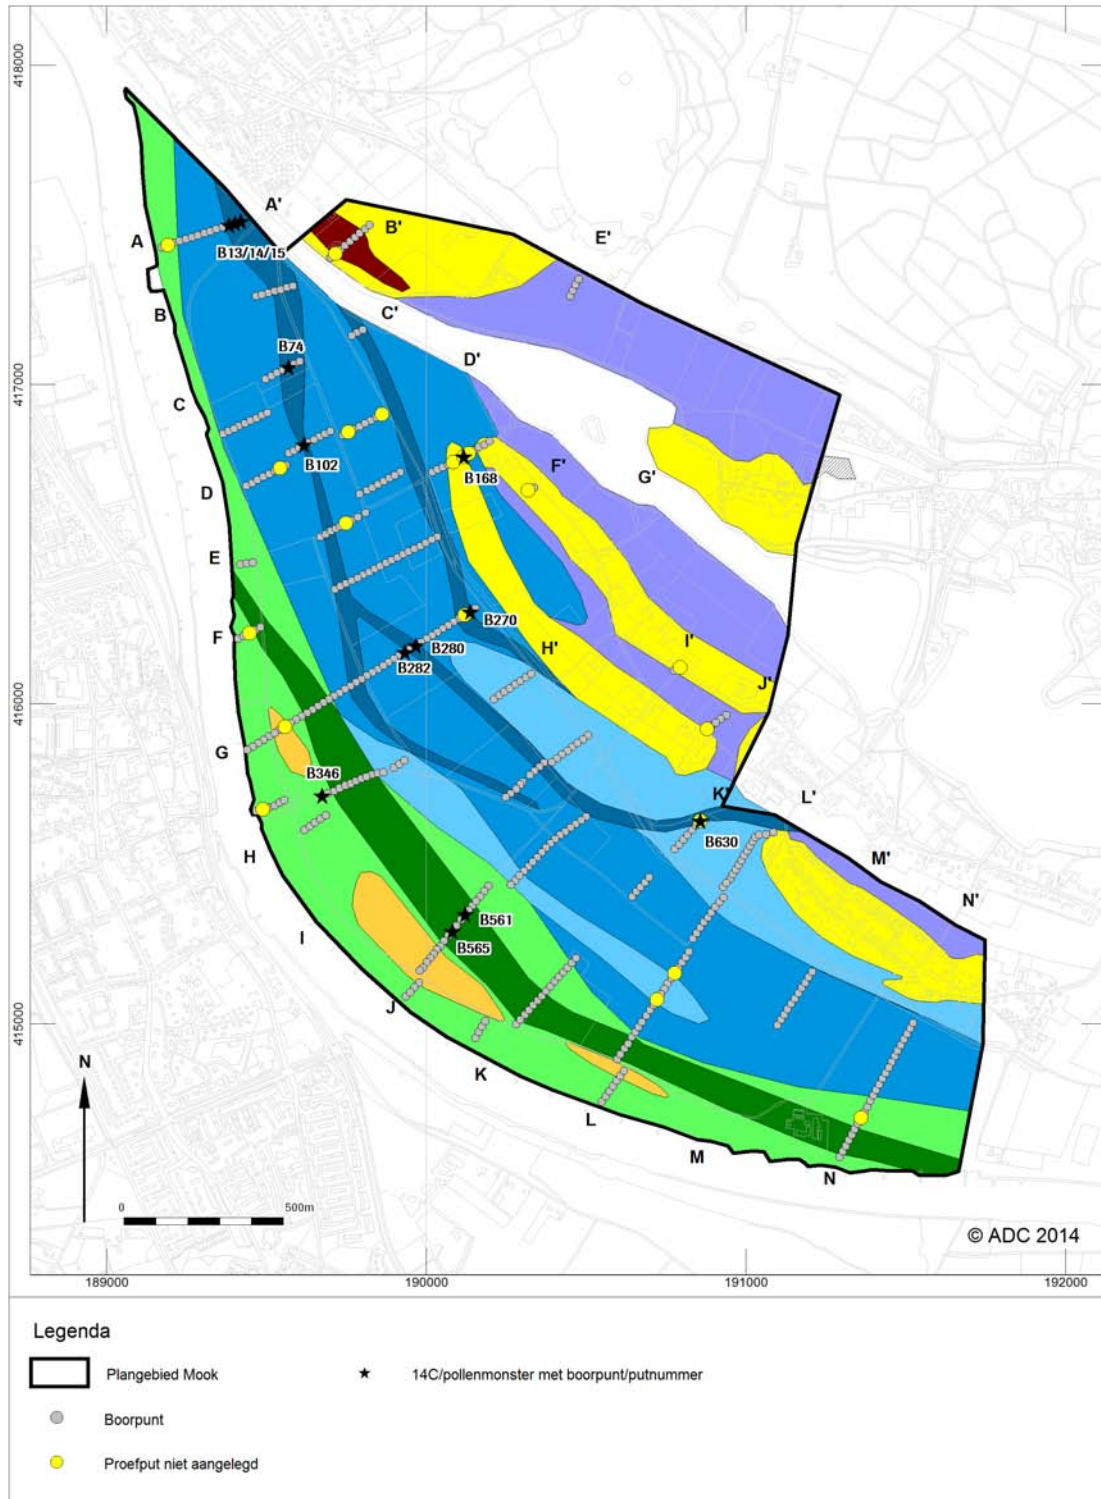 418000
417000
416000
415000
A'
B'
E'
A
B13/14/15
B
C'
D'
B74
C
B102
B168
F'
G'
D
E
F
B270
B280
B282
H'
I'
J'
G
B346
K'
L'
B630
H
M'
N'
B561
B565
I
J
K
L
M
N
N
0 500m
© ADC 2014
189000 190000 191000 192000
Legenda
Plangebied Mook
14C/pollenmonster met boorpunt/putnummer
Boorpunt
Proefput niet aangelegd